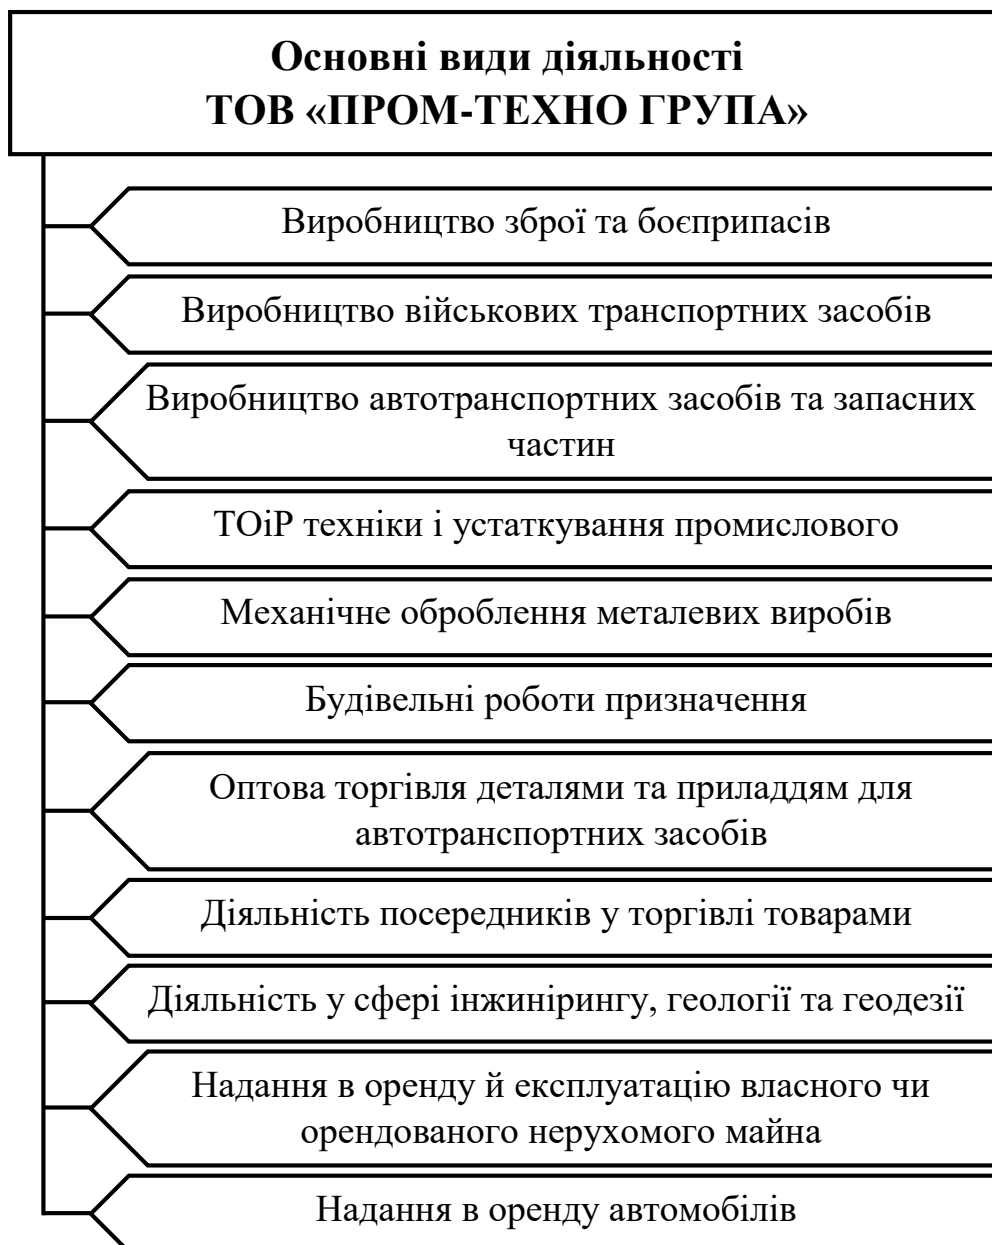 Основні види діяльності
ТОВ «ПРОМ-ТЕХНО ГРУПА»
Виробництво зброї та боєприпасів
Виробництво військових транспортних засобів
Виробництво автотранспортних засобів та запасних
частин
ТОіР техніки і устаткування промислового
Механічне оброблення металевих виробів
Будівельні роботи призначення
Оптова торгівля деталями та приладдям для
автотранспортних засобів
Діяльність посередників у торгівлі товарами
Діяльність у сфері інжинірингу, геології та геодезії
Надання в оренду й експлуатацію власного чи
орендованого нерухомого майна
Надання в оренду автомобілів